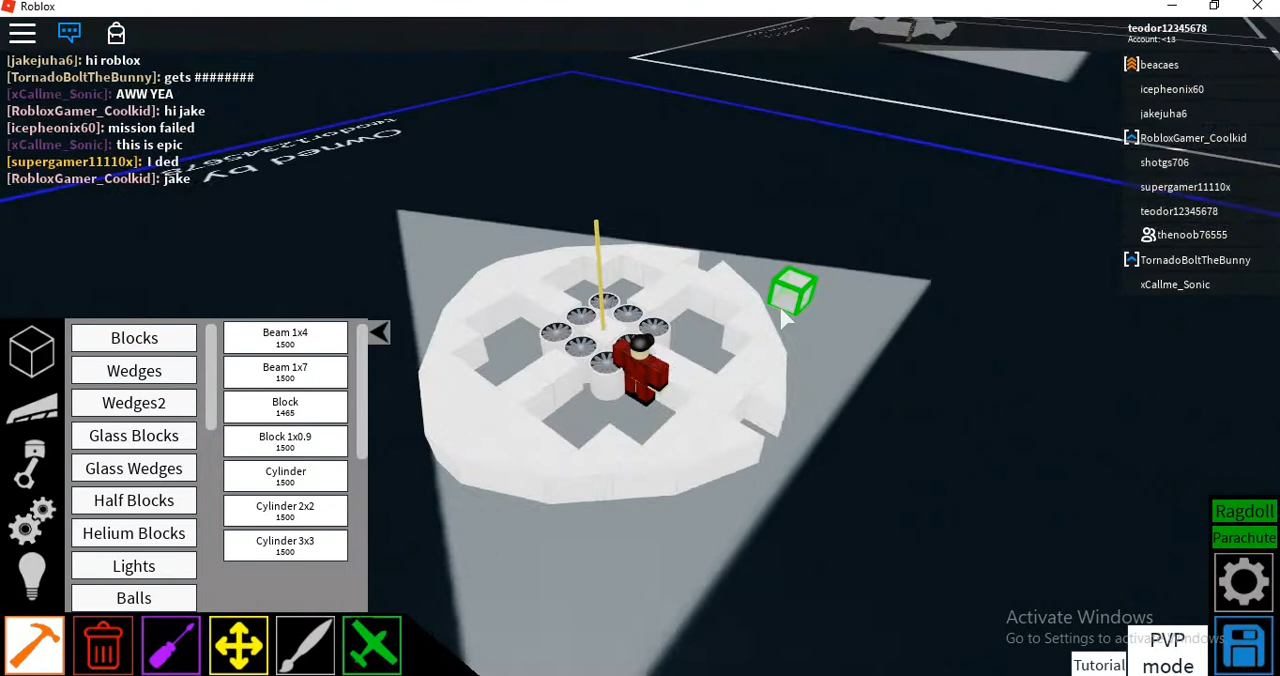 Roblox
[jakejuha6]: hi roblox
[TornadoBoltTheBunny]: gets ########
[xCallme_Sonic]: AWW YEA
[RobloxGamer_Coolkid]: hi jake
[icepheonix60]: mission failed
[xCallme_Sonic]: this is epic
[supergamer11110x]: I ded
[RobloxGamer_Coolkid]: jake
teodor12345678
Account: <13
beacaes
icepheonix60
jakejuha6
RobloxGamer_Coolkid
shotgs706
supergamer11110x
teodor12345678
thenoob76555
TornadoBoltTheBunny
xCallme_Sonic
Owned by
teodor12345678
Blocks
Wedges
Wedges2
Glass Blocks
Glass Wedges
Half Blocks
Helium Blocks
Lights
Balls
Beam 1x4
1500
Beam 1x7
1500
Block
1465
Block 1x0.9
1500
Cylinder
1500
Cylinder 2x2
1500
Cylinder 3x3
1500
Ragdoll
Parachute
Activate Windows
Go to Settings to activate Windows.
PVP
mode
Tutorial